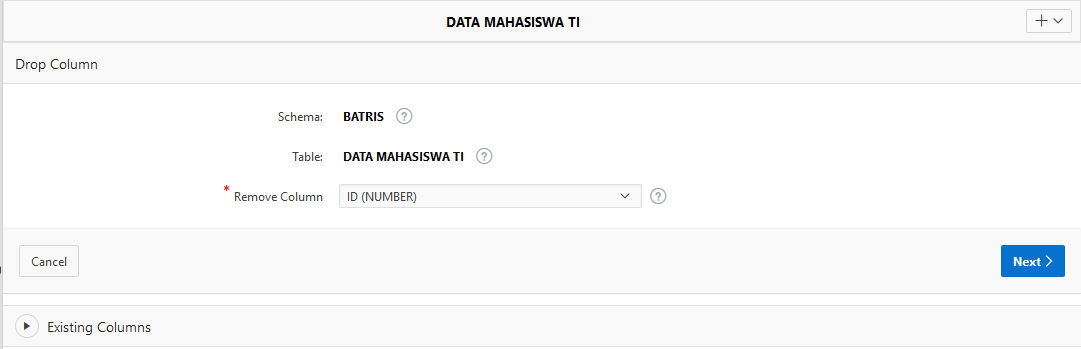 DATA MAHASISWA TI
Drop Column
Schema: BATRIS ?
Table: DATA MAHASISWA TI ?
* Remove Column ID (NUMBER) ?
Cancel Next
Existing Columns